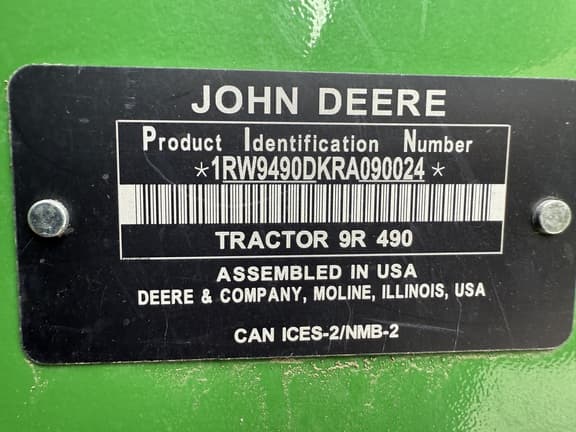 JOHN DEERE
Product Identification Number
*1RW9490DKRA090024*
TRACTOR 9R 490
ASSEMBLED IN USA
DEERE & COMPANY, MOLINE, ILLINOIS, USA
CAN ICES-2/NMB-2